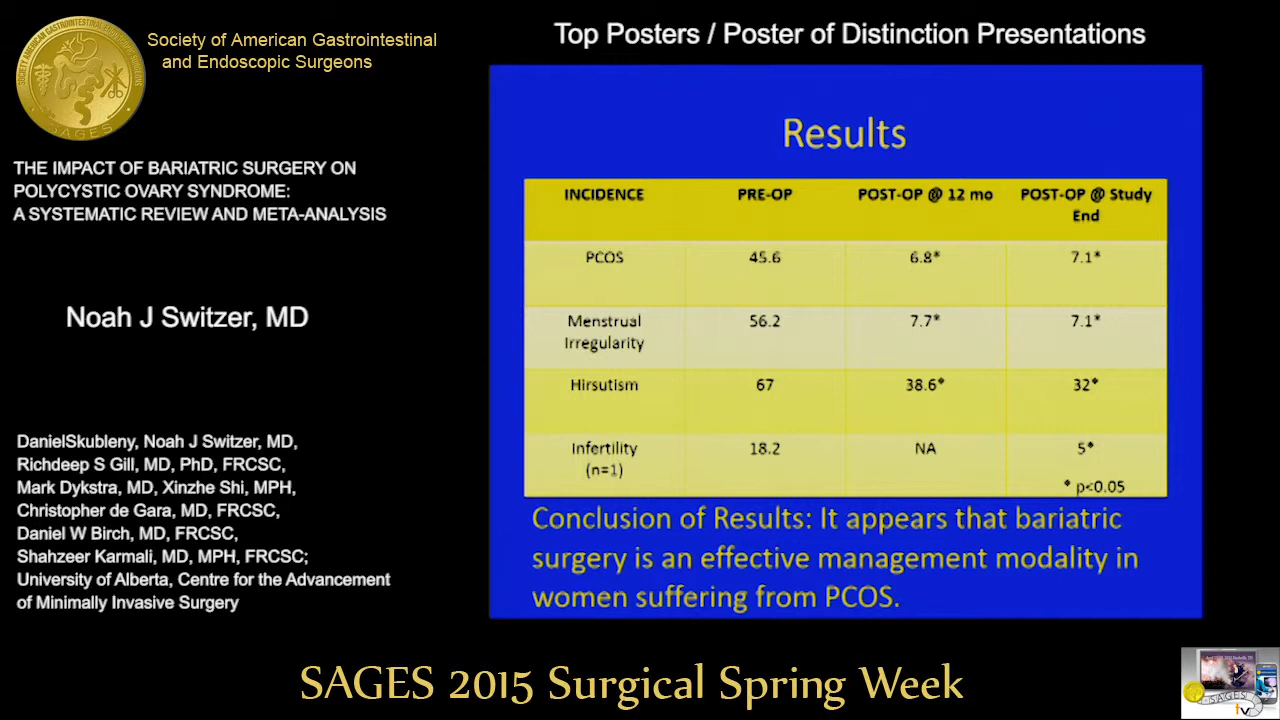 Society of American Gastrointestinal
and Endoscopic Surgeons
Top Posters / Poster of Distinction Presentations
THE IMPACT OF BARIATRIC SURGERY ON
POLYCYSTIC OVARY SYNDROME:
A SYSTEMATIC REVIEW AND META-ANALYSIS
Noah J Switzer, MD
DanielSkubleny, Noah J Switzer, MD,
Richdeep S Gill, MD, PhD, FRCSC,
Mark Dykstra, MD, Xinzhe Shi, MPH,
Christopher de Gara, MD, FRCSC,
Daniel W Birch, MD, FRCSC,
Shahzeer Karmali, MD, MPH, FRCSC;
University of Alberta, Centre for the Advancement
of Minimally Invasive Surgery
Results
INCIDENCE PRE-OP POST-OP @ 12 mo POST-OP @ Study
End
PCOS 45.6 6.8* 7.1*
Menstrual
Irregularity 56.2 7.7* 7.1*
Hirsutism 67 38.6* 32*
Infertility
(n=1) 18.2 NA 5*
* p<0.05
Conclusion of Results: It appears that bariatric
surgery is an effective management modality in
women suffering from PCOS.
SAGES 2015 Surgical Spring Week
SAGES
SAGES
tv